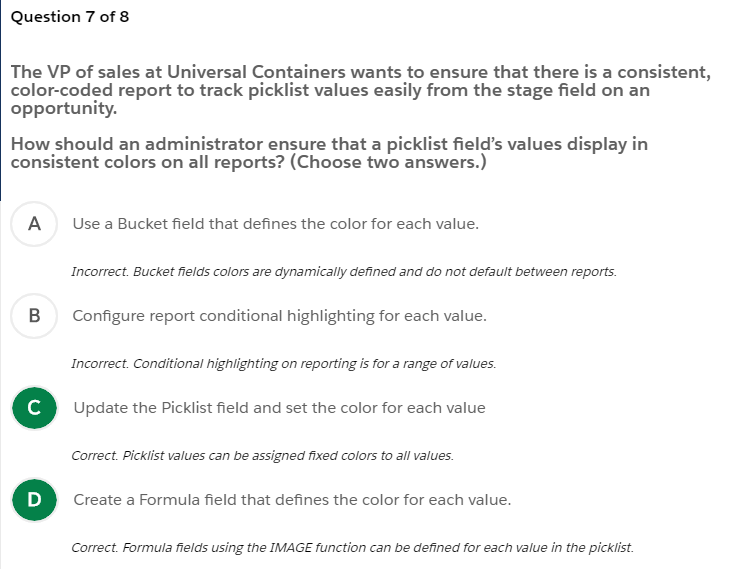 Question 7 of 8
The VP of sales at Universal Containers wants to ensure that there is a consistent,
color-coded report to track picklist values easily from the stage field on an
opportunity.
How should an administrator ensure that a picklist field's values display in
consistent colors on all reports? (Choose two answers.)
A Use a Bucket field that defines the color for each value.
Incorrect. Bucket fields colors are dynamically defined and do not default between reports.
B Configure report conditional highlighting for each value.
Incorrect. Conditional highlighting on reporting is for a range of values.
C Update the Picklist field and set the color for each value
Correct. Picklist values can be assigned fixed colors to all values.
D Create a Formula field that defines the color for each value.
Correct. Formula fields using the IMAGE function can be defined for each value in the picklist.